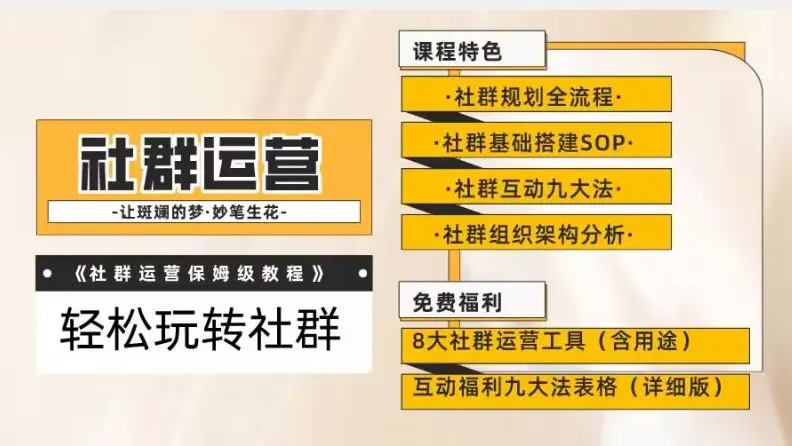 社群运营
-让斑斓的梦·妙笔生花-
《社群运营保姆级教程》
轻松玩转社群
课程特色
·社群规划全流程·
·社群基础搭建SOP·
·社群互动九大法·
·社群组织架构分析·
免费福利
8大社群运营工具（含用途）
互动福利九大法表格（详细版）